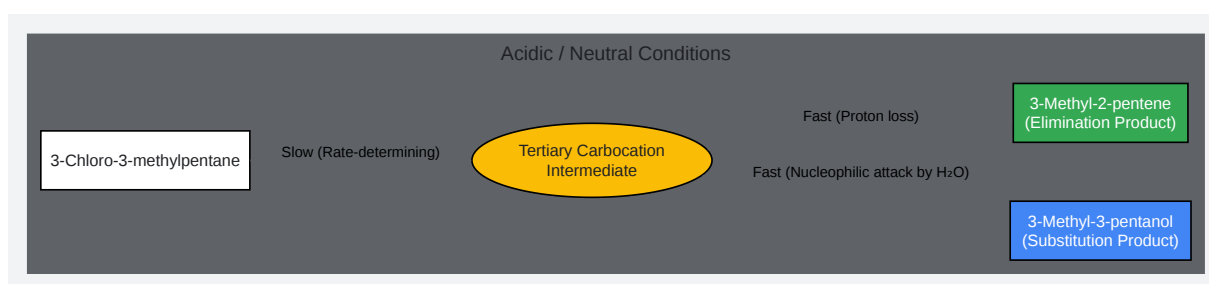 Acidic / Neutral Conditions
3-Chloro-3-methylpentane
Slow (Rate-determining)
Tertiary Carbocation
Intermediate
Fast (Proton loss)
Fast (Nucleophilic attack by H₂O)
3-Methyl-2-pentene
(Elimination Product)
3-Methyl-3-pentanol
(Substitution Product)